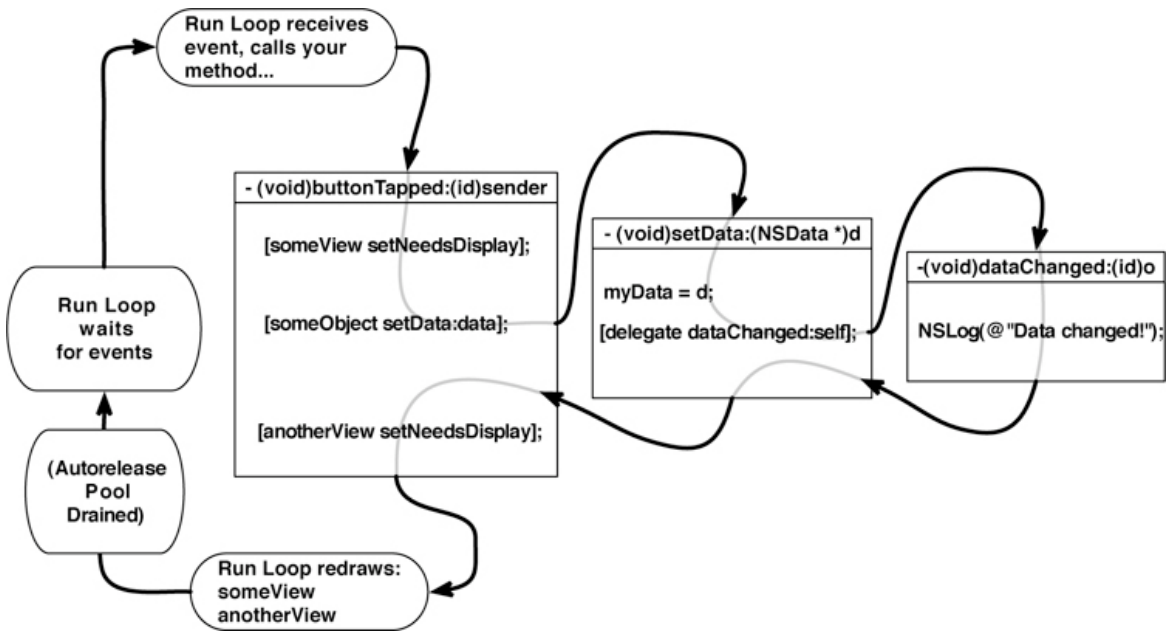 Run Loop receives
event, calls your
method...
- (void)buttonTapped:(id)sender
[someView setNeedsDisplay];
[someObject setData:data];
[anotherView setNeedsDisplay];
- (void)setData:(NSData *)d
myData = d;
[delegate dataChanged:self];
-(void)dataChanged:(id)o
NSLog(@"Data changed!");
Run Loop redraws:
someView
anotherView
(Autorelease
Pool
Drained)
Run Loop
waits
for events